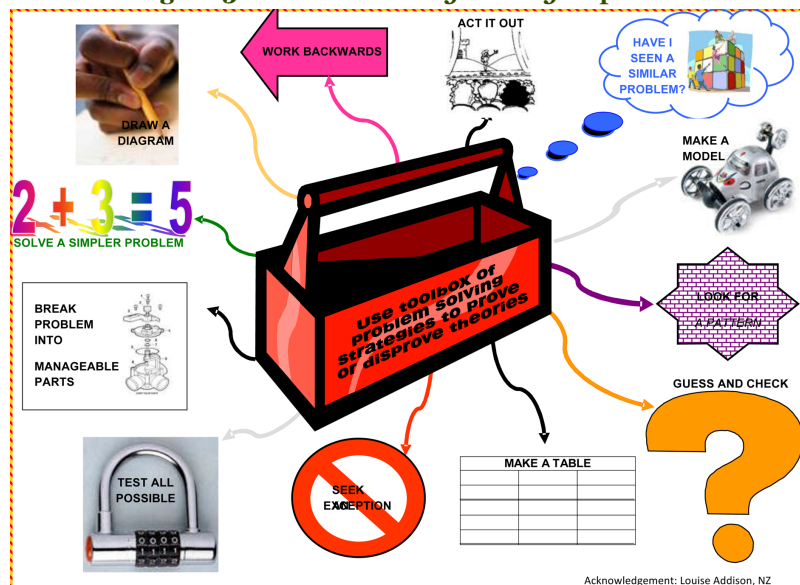 ACT IT OUT
WORK BACKWARDS
HAVE I
SEEN A
SIMILAR
PROBLEM?
DRAW A
DIAGRAM
MAKE A
MODEL
2 + 3 = 5
SOLVE A SIMPLER PROBLEM
Use toolbox of
problem solving
strategies to prove
or disprove theories
BREAK
PROBLEM
INTO
MANAGEABLE
PARTS
LOOK FOR
A PATTERN
GUESS AND CHECK
TEST ALL
POSSIBLE
SEEK
AN
EXCEPTION
MAKE A TABLE
Acknowledgement: Louise Addison, NZ